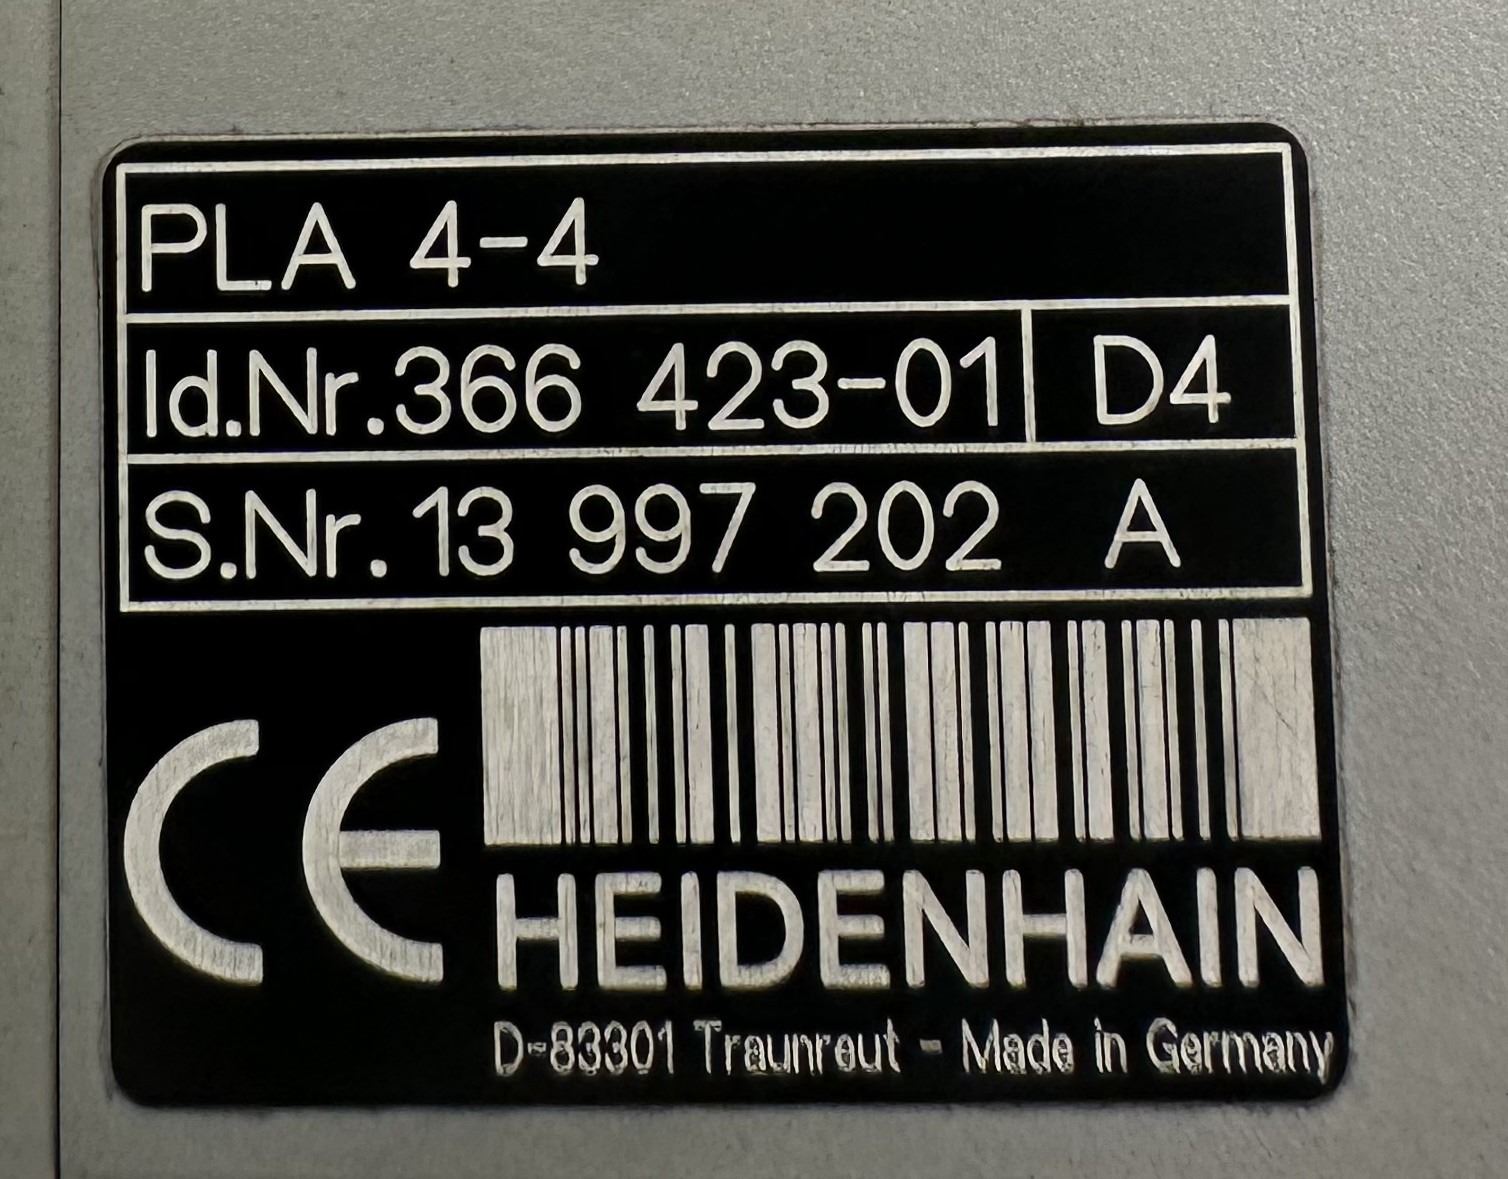 PLA 4-4
Id.Nr.366 423-01 D4
S.Nr.13 997 202 A
CE
HEIDENHAIN
D-83301 Traunreut - Made in Germany